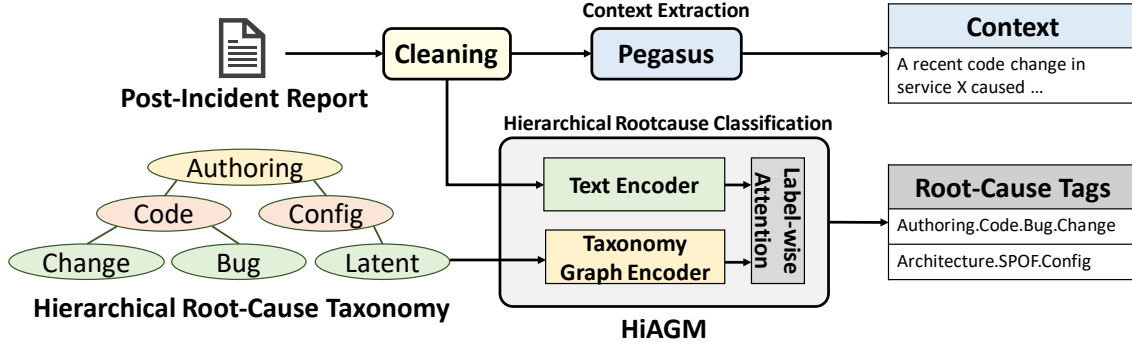 Context Extraction
Cleaning
Pegasus
Context
A recent code change in
service X caused ...
Post-Incident Report
Hierarchical Rootcause Classification
Authoring
Code
Config
Change
Bug
Latent
Hierarchical Root-Cause Taxonomy
Text Encoder
Taxonomy
Graph Encoder
Label-wise
Attention
HiAGM
Root-Cause Tags
Authoring.Code.Bug.Change
Architecture.SPOF.Config